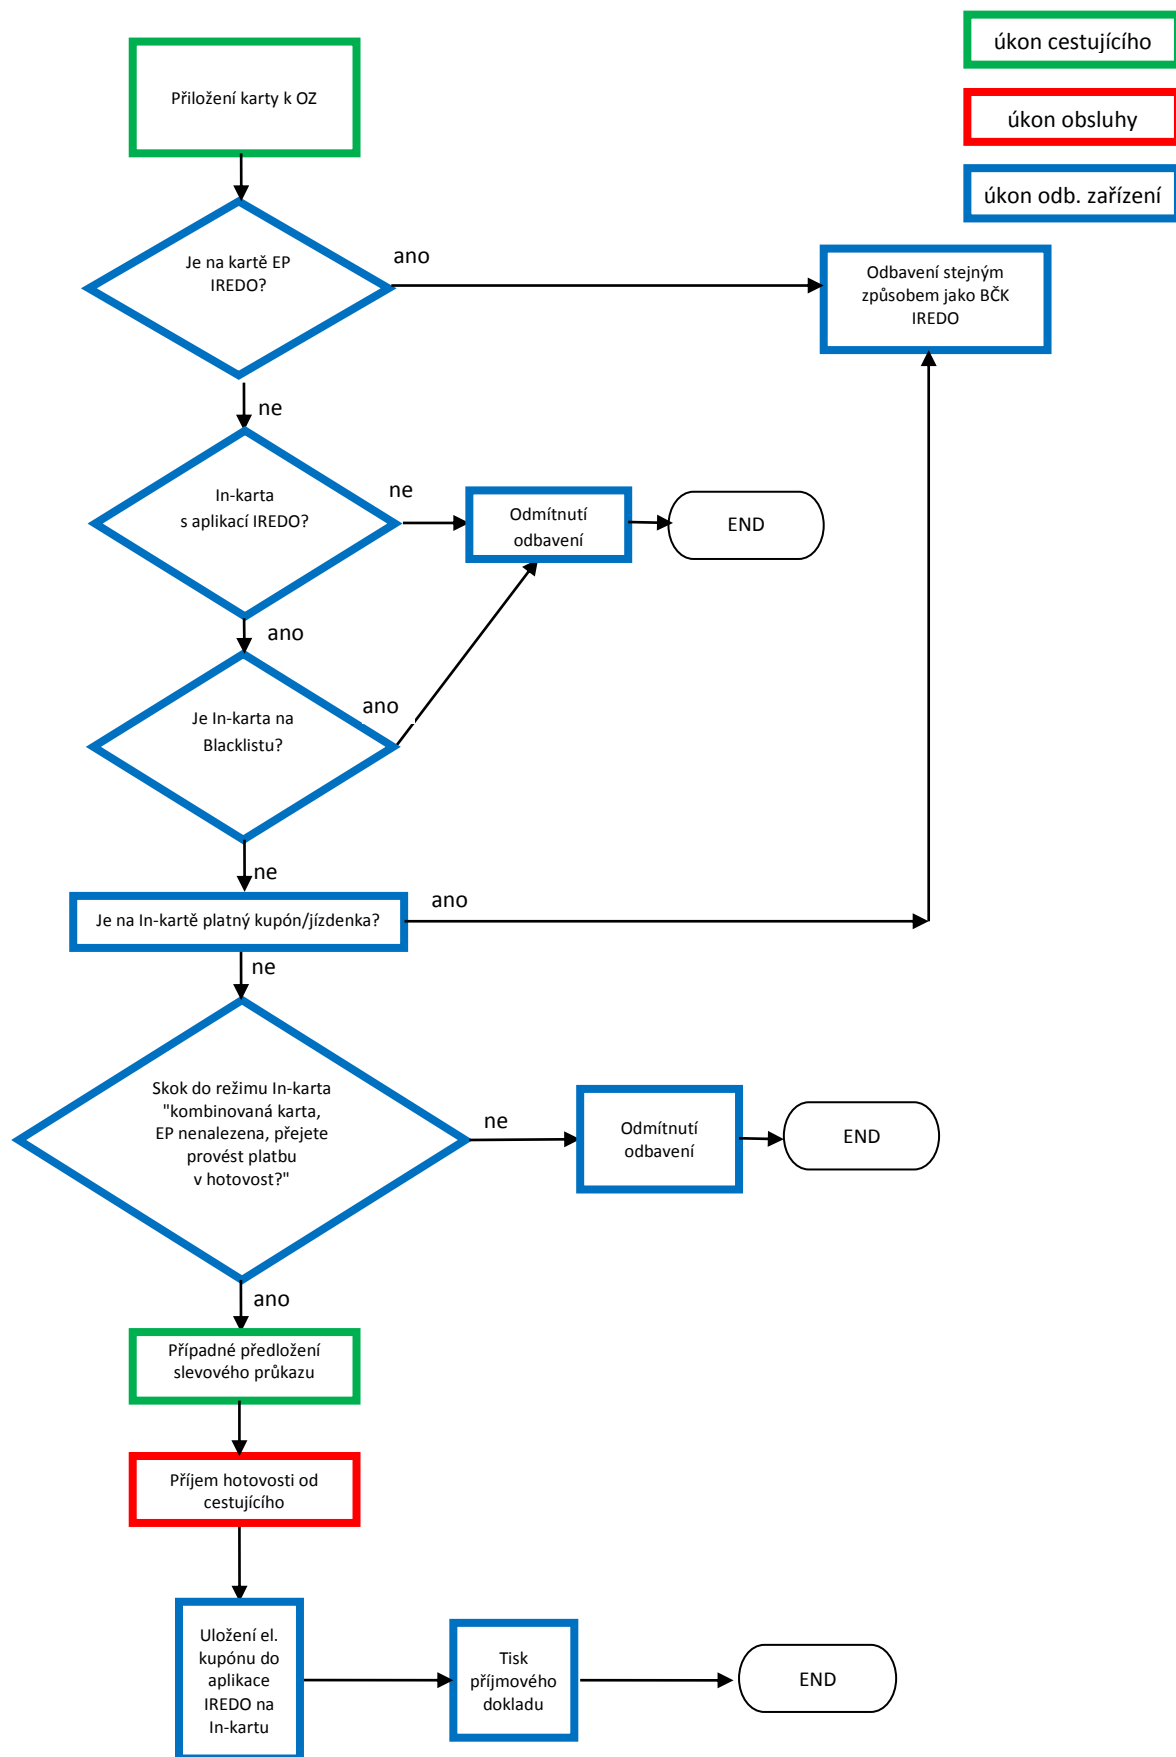 úkon cestujícího
Přiložení karty k OZ
úkon obsluhy
úkon odb. zařízení
Je na kartě EP
IREDO?
ano
Odbavení stejným
způsobem jako BČK
IREDO
ne
In-karta
s aplikací IREDO?
ne
Odmítnutí
odbavení
END
ano
Je In-karta na
Blacklistu?
ano
ne
Je na In-kartě platný kupón/jízdenka?
ano
ne
Skok do režimu In-karta
"kombinovaná karta,
EP nenalezena, přejete
provést platbu
v hotovost?"
ne
Odmítnutí
odbavení
END
ano
Případné předložení
slevového průkazu
Příjem hotovosti od
cestujícího
Uložení el.
kupónu do
aplikace
IREDO na
In-kartu
Tisk
příjmového
dokladu
END